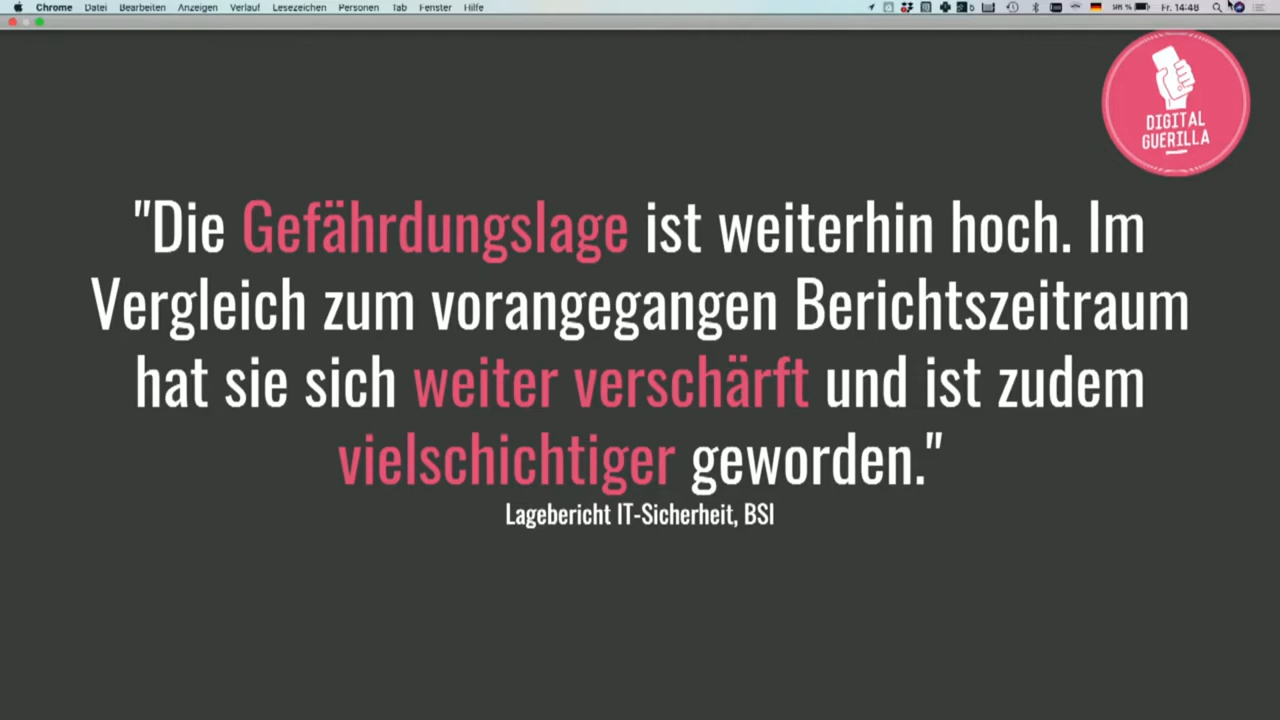 Chrome Datei Bearbeiten Anzeigen Verlauf Lesezeichen Personen Tab Fenster Hilfe
Fr. 14:48
DIGITAL
GUERILLA
"Die Gefährdungslage ist weiterhin hoch. Im
Vergleich zum vorangegangen Berichtszeitraum
hat sie sich weiter verschärft und ist zudem
vielschichtiger geworden."
Lagebericht IT-Sicherheit, BSI